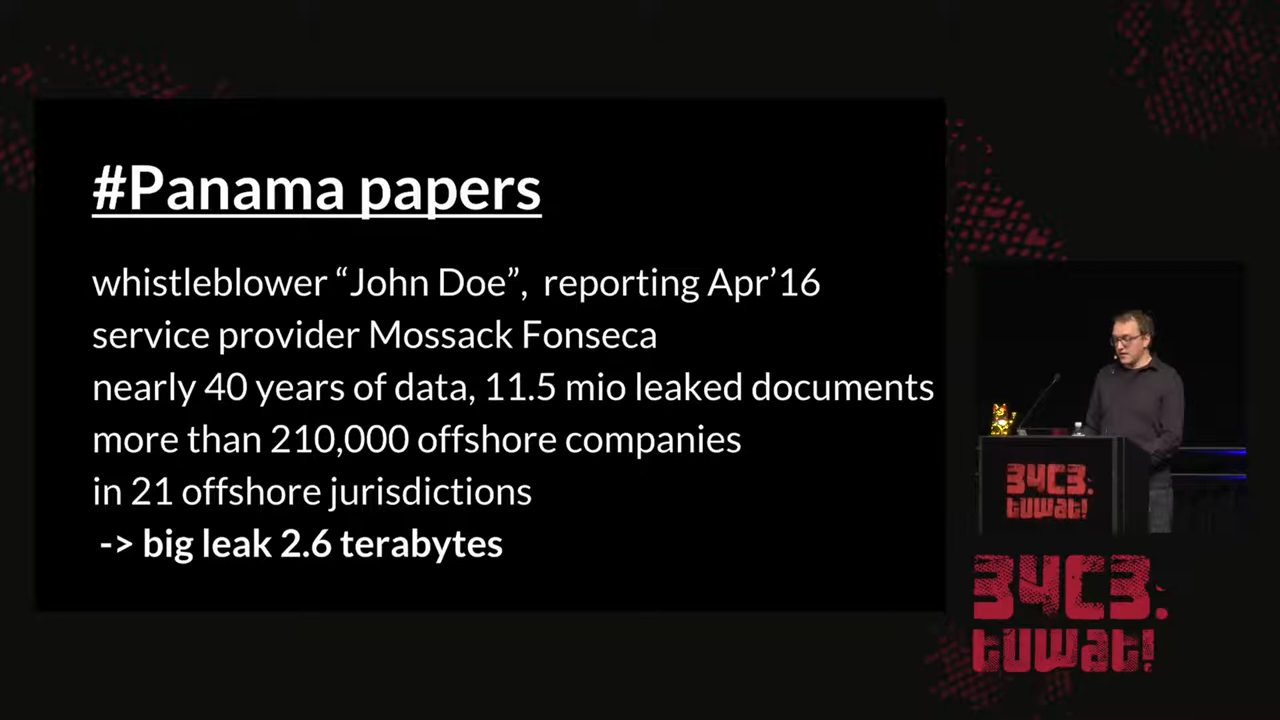 #Panama papers
whistleblower “John Doe”, reporting Apr’16
service provider Mossack Fonseca
nearly 40 years of data, 11.5 mio leaked documents
more than 210,000 offshore companies
in 21 offshore jurisdictions
-> big leak 2.6 terabytes
34C3.
tuwat!
34C3.
tuwat!